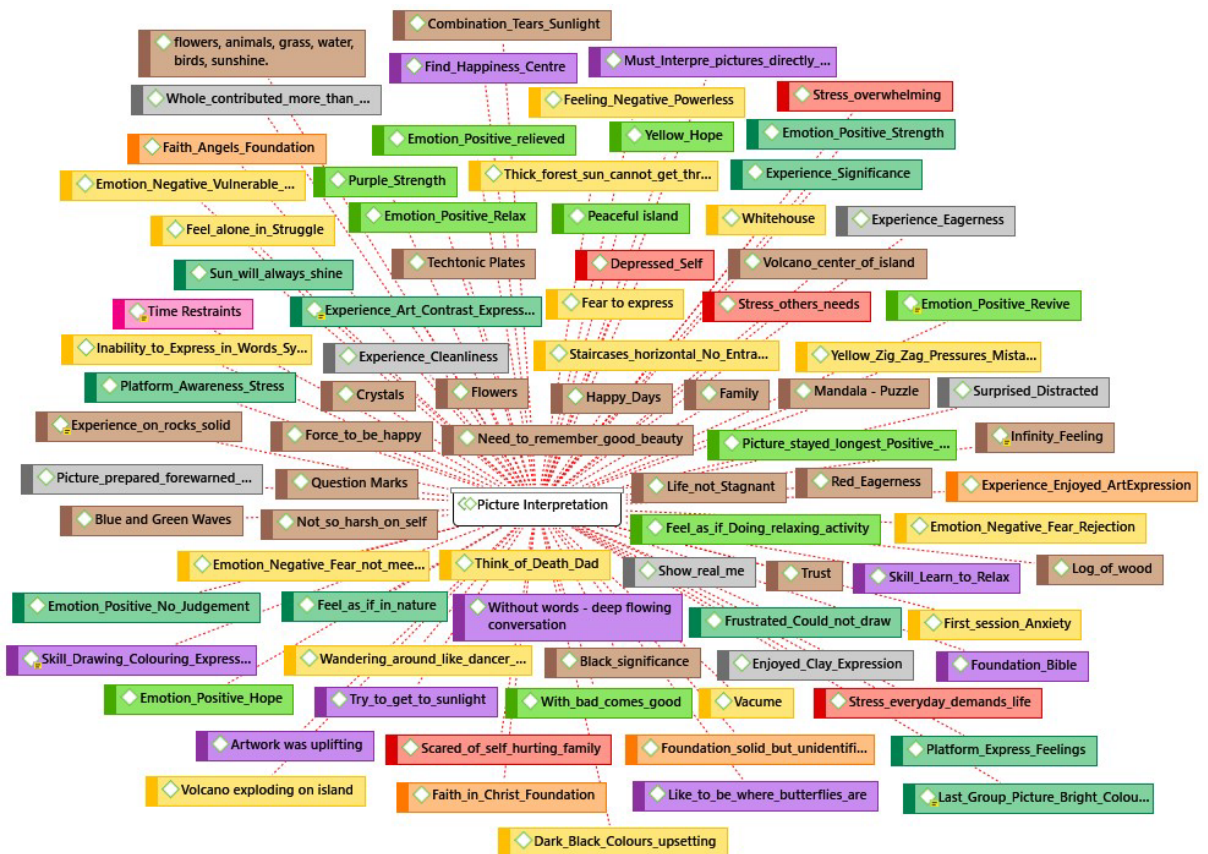 Combination_Tears_Sunlight
flowers, animals, grass, water,
birds, sunshine.
Find_Happiness_Centre
Must_Interpre_pictures_directly_...
Whole_contributed_more_than_...
Feeling_Negative_Powerless
Stress_overwhelming
Faith_Angels_Foundation
Emotion_Positive_relieved
Yellow_Hope
Emotion_Positive_Strength
Emotion_Negative_Vulnerable_...
Purple_Strength
Thick_forest_sun_cannot_get_thr...
Experience_Significance
Feel_alone_in_Struggle
Emotion_Positive_Relax
Peaceful island
Whitehouse
Experience_Eagerness
Sun_will_always_shine
Techtonic Plates
Depressed_Self
Volcano_center_of_island
Time Restraints
Experience_Art_Contrast_Express...
Fear to express
Stress_others_needs
Emotion_Positive_Revive
Inability_to_Express_in_Words_Sy...
Experience_Cleanliness
Staircases_horizontal_No_Entra...
Yellow_Zig_Zag_Pressures_Mista...
Platform_Awareness_Stress
Crystals
Flowers
Happy_Days
Family
Mandala - Puzzle
Surprised_Distracted
Experience_on_rocks_solid
Force_to_be_happy
Need_to_remember_good_beauty
Picture_stayed_longest_Positive_...
Infinity_Feeling
Picture_prepared_forewarned_...
Question Marks
Picture Interpretation
Life_not_Stagnant
Red_Eagerness
Experience_Enjoyed_ArtExpression
Blue and Green Waves
Not_so_harsh_on_self
Feel_as_if_Doing_relaxing_activity
Emotion_Negative_Fear_Rejection
Emotion_Negative_Fear_not_mee...
Think_of_Death_Dad
Show_real_me
Trust
Skill_Learn_to_Relax
Log_of_wood
Emotion_Positive_No_Judgement
Feel_as_if_in_nature
Without words - deep flowing
conversation
Frustrated_Could_not_draw
First_session_Anxiety
Skill_Drawing_Colouring_Express...
Wandering_around_like_dancer_...
Black_significance
Enjoyed_Clay_Expression
Foundation_Bible
Emotion_Positive_Hope
Try_to_get_to_sunlight
With_bad_comes_good
Vacume
Stress_everyday_demands_life
Artwork was uplifting
Scared_of_self_hurting_family
Foundation_solid_but_unidentifi...
Platform_Express_Feelings
Volcano exploding on island
Faith_in_Christ_Foundation
Like_to_be_where_butterflies_are
Last_Group_Picture_Bright_Colou...
Dark_Black_Colours_upsetting